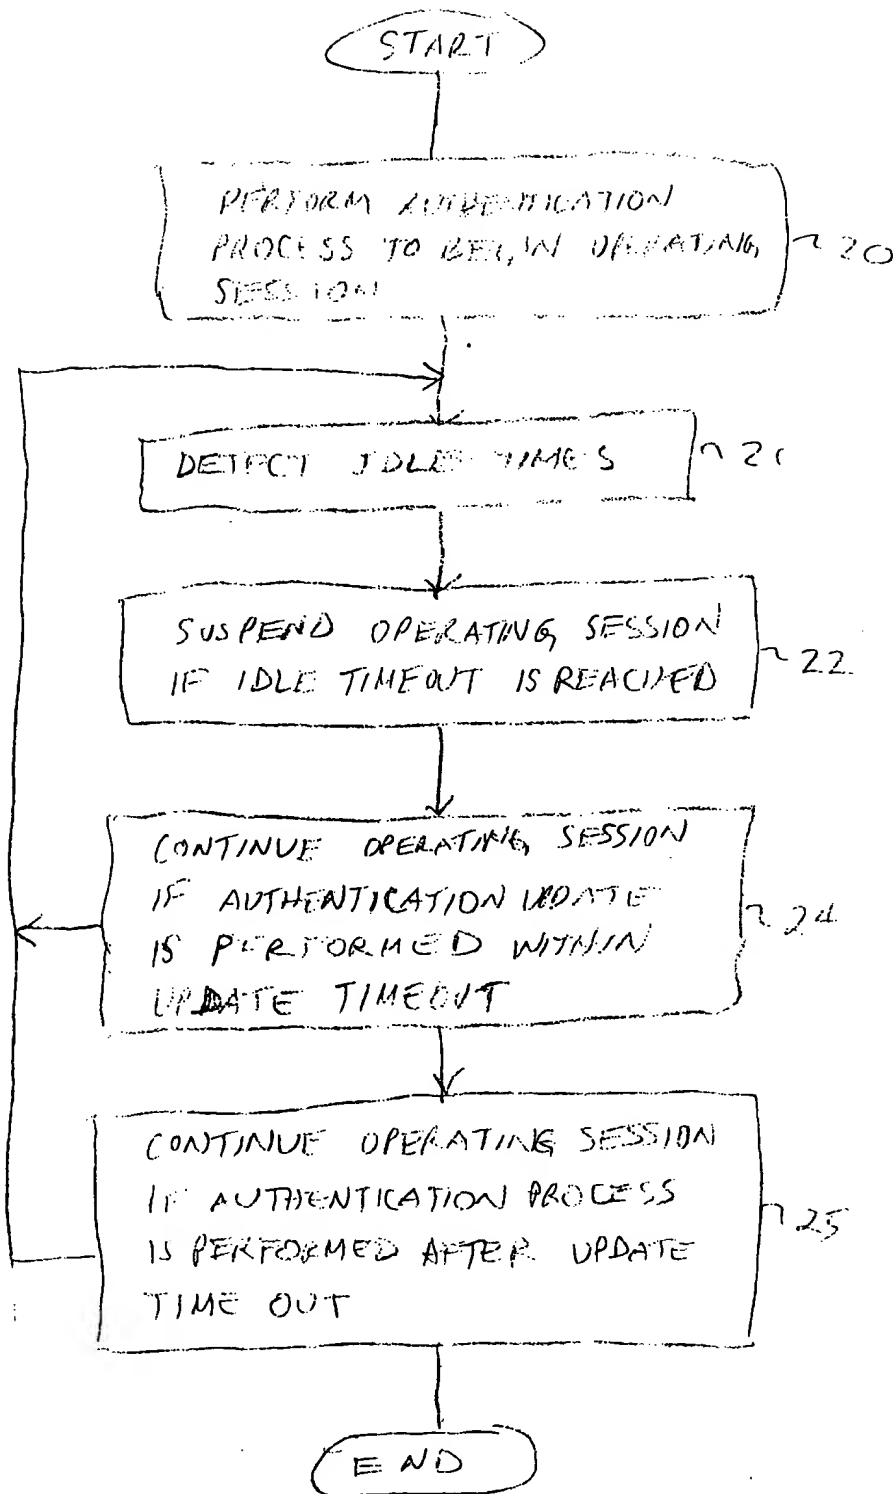 START
PERFORM AUTHENTICATION
PROCESS TO BEGIN OPERATING
SESSION
20
DETECT IDLE TIMES
21
SUSPEND OPERATING SESSION
IF IDLE TIMEOUT IS REACHED
22
CONTINUE OPERATING SESSION
IF AUTHENTICATION UPDATE
IS PERFORMED WITHIN
UPDATE TIMEOUT
24
CONTINUE OPERATING SESSION
IF AUTHENTICATION PROCESS
IS PERFORMED AFTER UPDATE
TIME OUT
25
END